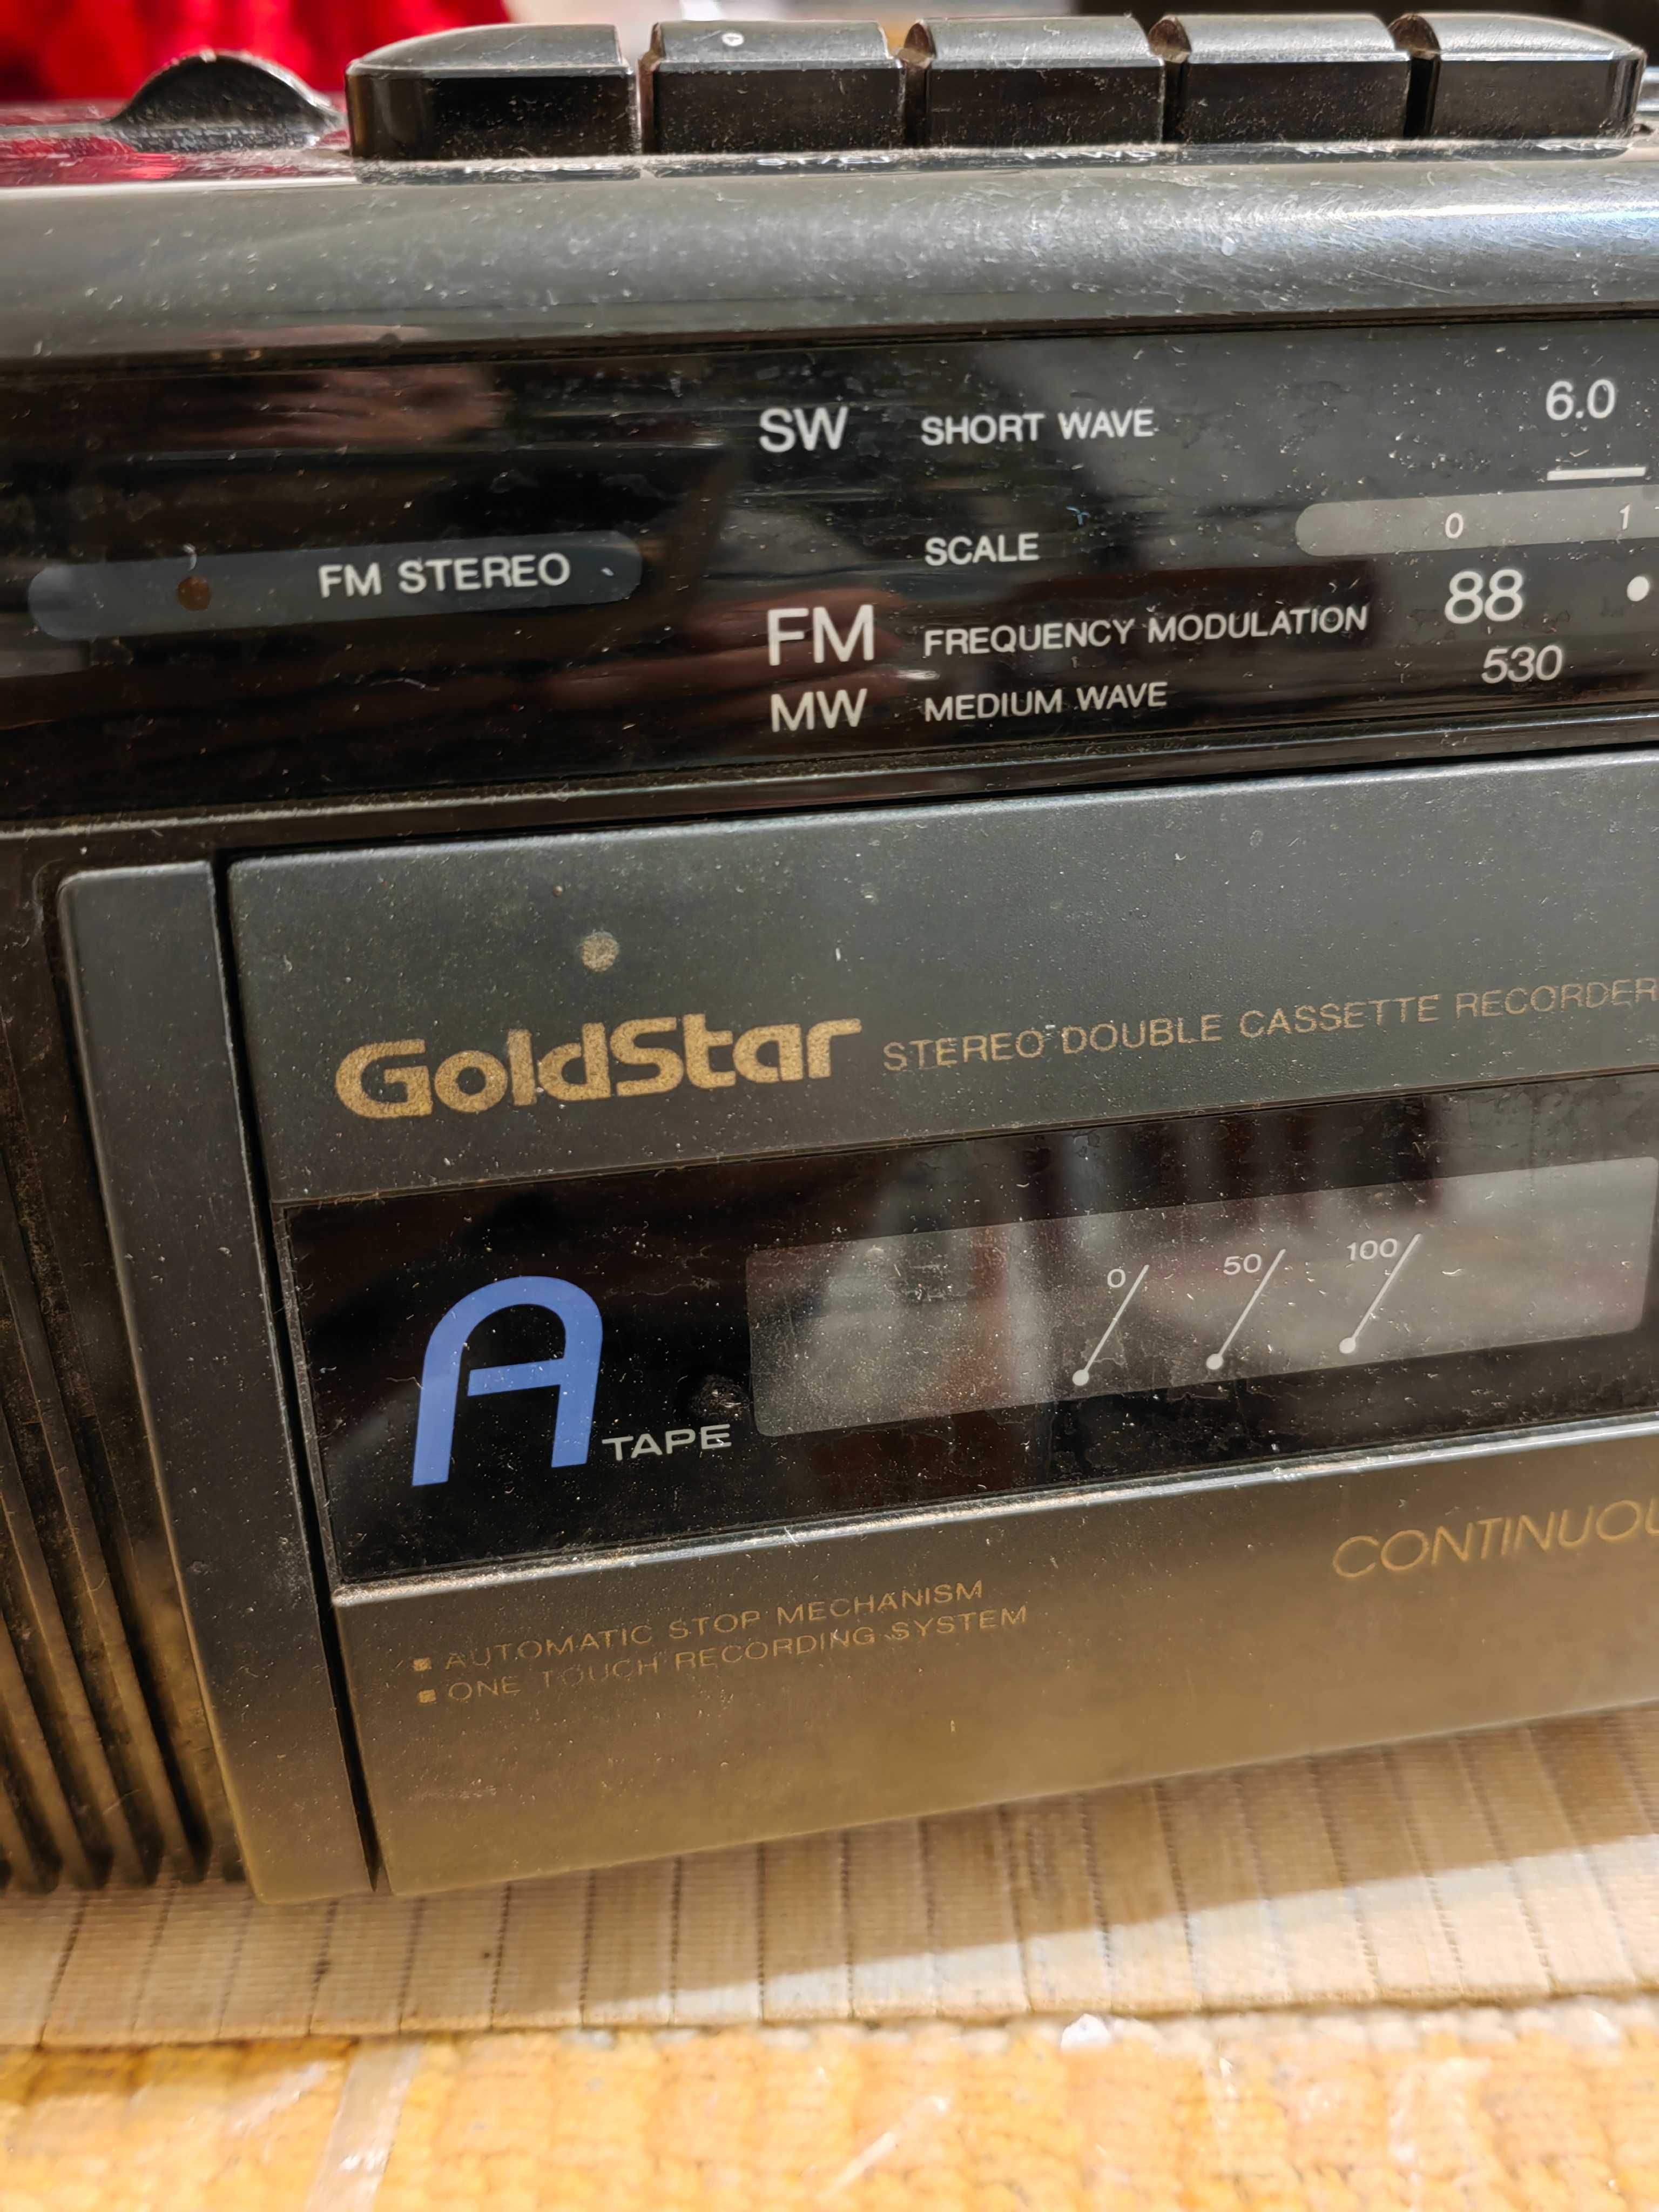 SW SHORT WAVE 6.0
SCALE 0 1
FM STEREO
FM FREQUENCY MODULATION 88
MW MEDIUM WAVE 530
GoldStar STEREO DOUBLE CASSETTE RECORDER
A TAPE
0 50 100
CONTINUOU
AUTOMATIC STOP MECHANISM
ONE TOUCH RECORDING SYSTEM